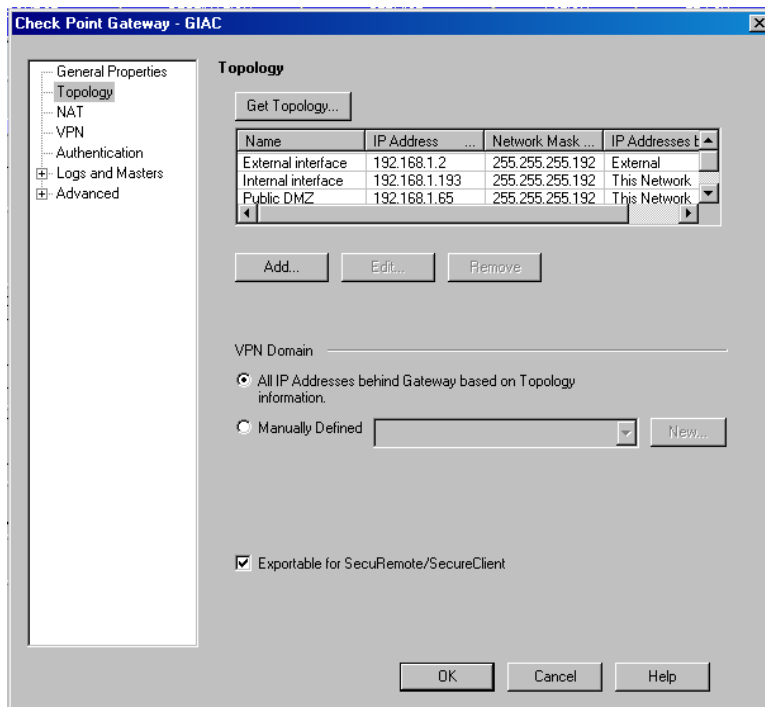 Check Point Gateway - GIAC
General Properties
Topology
NAT
VPN
Authentication
Logs and Masters
Advanced
Topology
Get Topology...
Name IP Address ... Network Mask ... IP Addresses b
External interface 192.168.1.2 255.255.255.192 External
Internal interface 192.168.1.193 255.255.255.192 This Network
Public DMZ 192.168.1.65 255.255.255.192 This Network
Add... Edit... Remove
VPN Domain
All IP Addresses behind Gateway based on Topology
information.
Manually Defined New...
Exportable for SecuRemote/SecureClient
OK Cancel Help